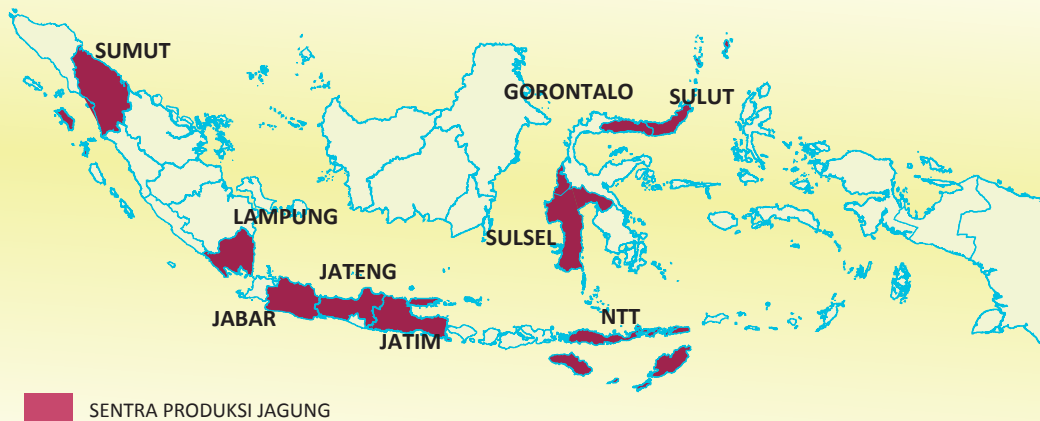 SUMUT
GORONTALO
SULUT
LAMPUNG
SULSEL
JATENG
JABAR
NTT
JATIM
SENTRA PRODUKSI JAGUNG